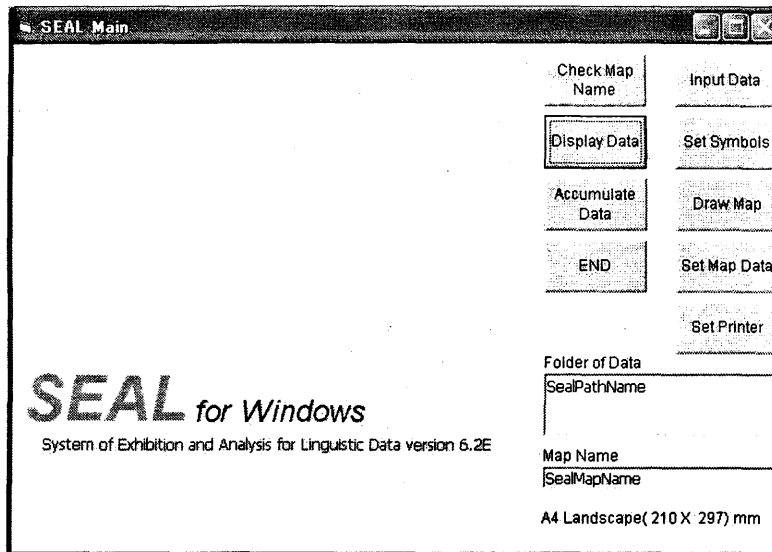 SEAL Main
Check Map
Name
Input Data
Display Data
Set Symbols
Accumulate
Data
Draw Map
END
Set Map Data
Set Printer
Folder of Data
SealPathName
SEAL for Windows
System of Exhibition and Analysis for Linguistic Data version 6.2E
Map Name
SealMapName
A4 Landscape( 210 X 297) mm